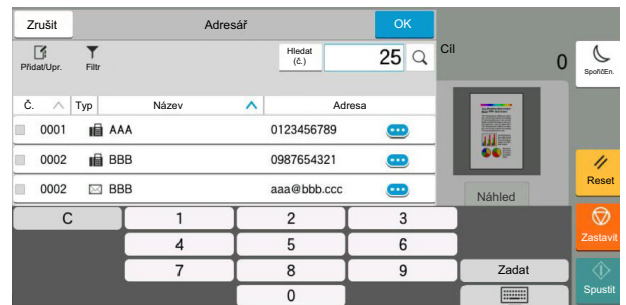 Zrušit Adresář OK
Přidat/Upr. Filtr Hledat (č.) 25 Cíl 0 SpořičEn.
Č. Typ Název Adresa
0001 AAA 0123456789
0002 BBB 0987654321
0002 BBB aaa@bbb.ccc
Náhled
Reset
C 1 2 3
Zastavit
4 5 6
7 8 9 Zadat
Spustit
0